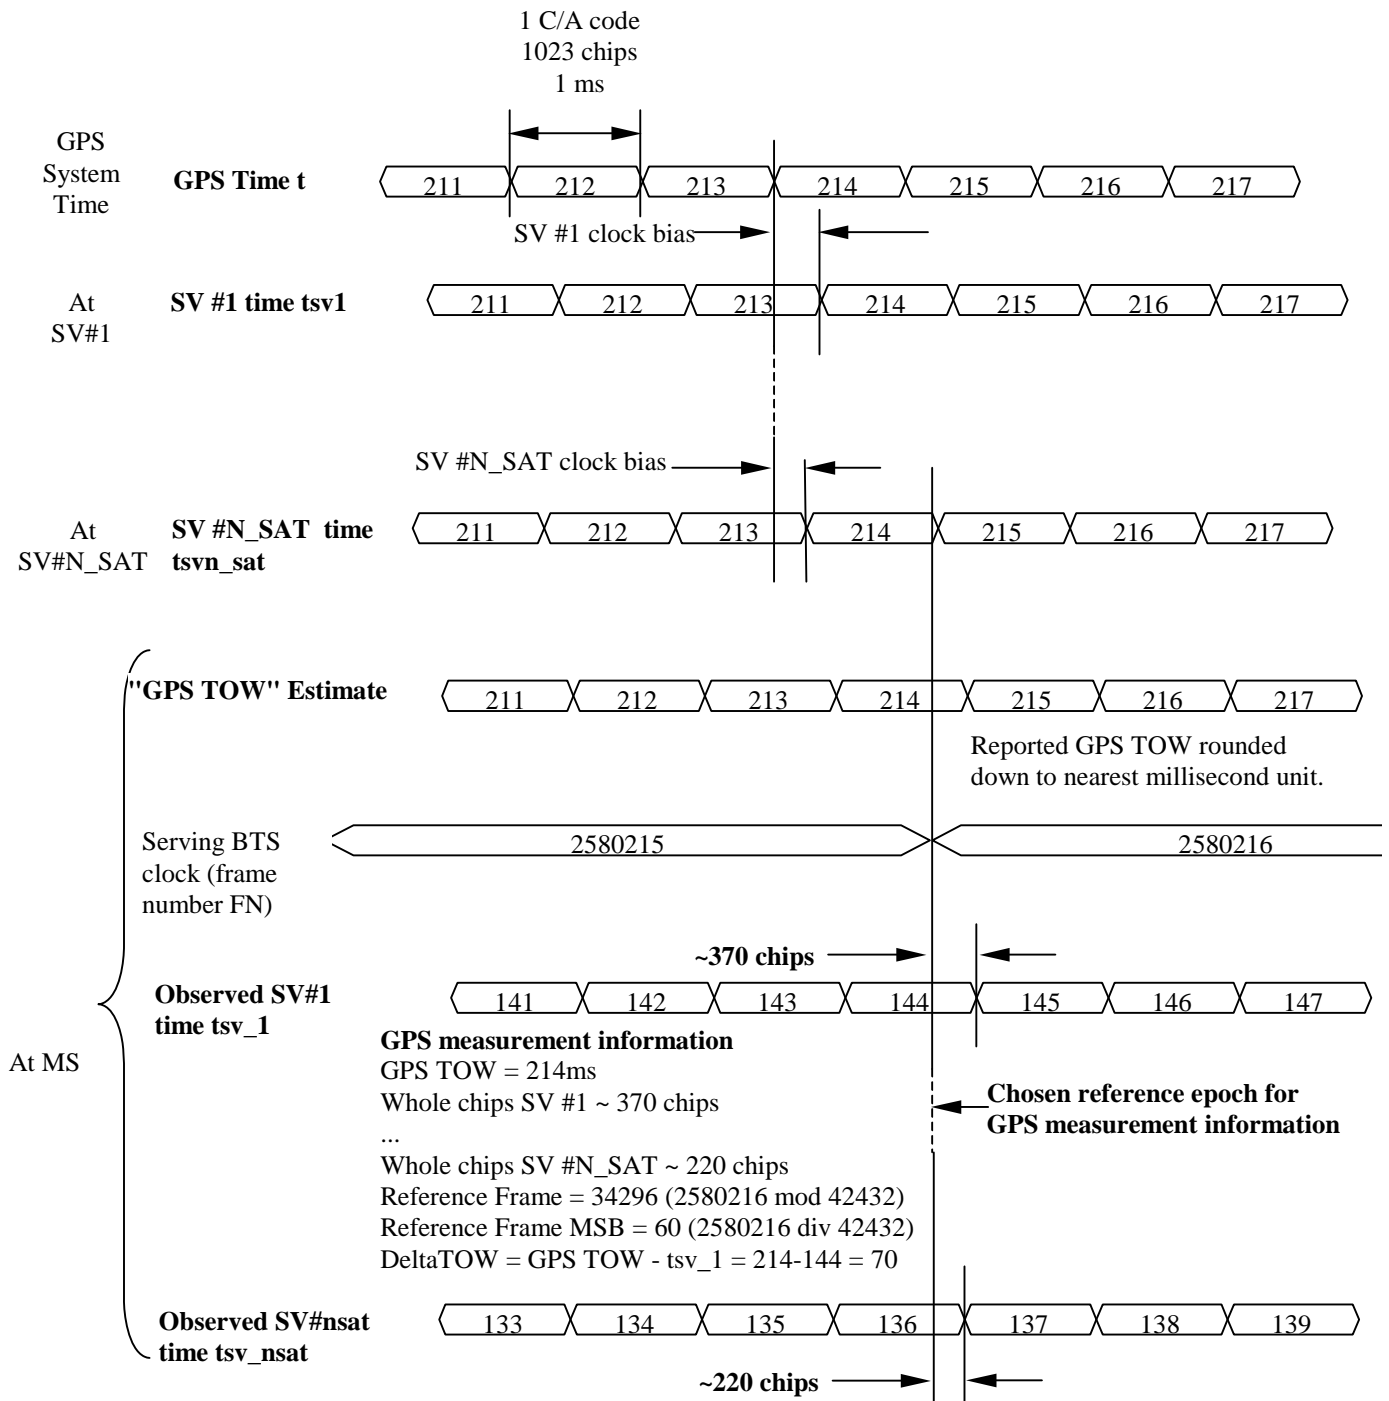 1 C/A code
1023 chips
1 ms
GPS
System
Time
GPS Time t
211 212 213 214 215 216 217
SV #1 clock bias
At
SV#1
SV #1 time tsv1
211 212 213 214 215 216 217
SV #N_SAT clock bias
At
SV#N_SAT
SV #N_SAT time
tsvn_sat
211 212 213 214 215 216 217
"GPS TOW" Estimate
211 212 213 214 215 216 217
Reported GPS TOW rounded
down to nearest millisecond unit.
Serving BTS
clock (frame
number FN)
2580215 2580216
~370 chips
Observed SV#1
time tsv_1
141 142 143 144 145 146 147
At MS
GPS measurement information
GPS TOW = 214ms
Whole chips SV #1 ~ 370 chips
...
Whole chips SV #N_SAT ~ 220 chips
Reference Frame = 34296 (2580216 mod 42432)
Reference Frame MSB = 60 (2580216 div 42432)
DeltaTOW = GPS TOW - tsv_1 = 214-144 = 70
Chosen reference epoch for
GPS measurement information
Observed SV#nsat
time tsv_nsat
133 134 135 136 137 138 139
~220 chips